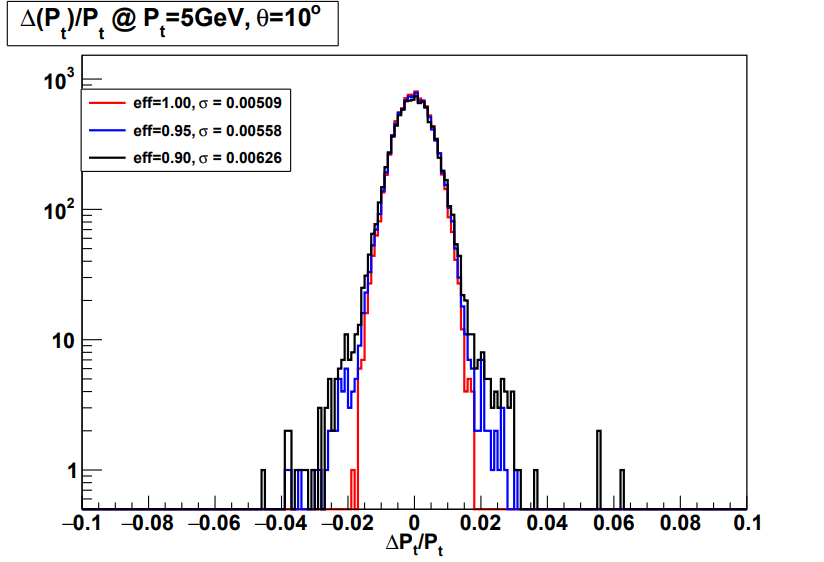 Δ(Pt)/Pt @ Pt=5GeV, θ=10°
10³
eff=1.00, σ = 0.00509
eff=0.95, σ = 0.00558
eff=0.90, σ = 0.00626
10²
10
1
−0.1 −0.08 −0.06 −0.04 −0.02 0 0.02 0.04 0.06 0.08 0.1
ΔPt/Pt